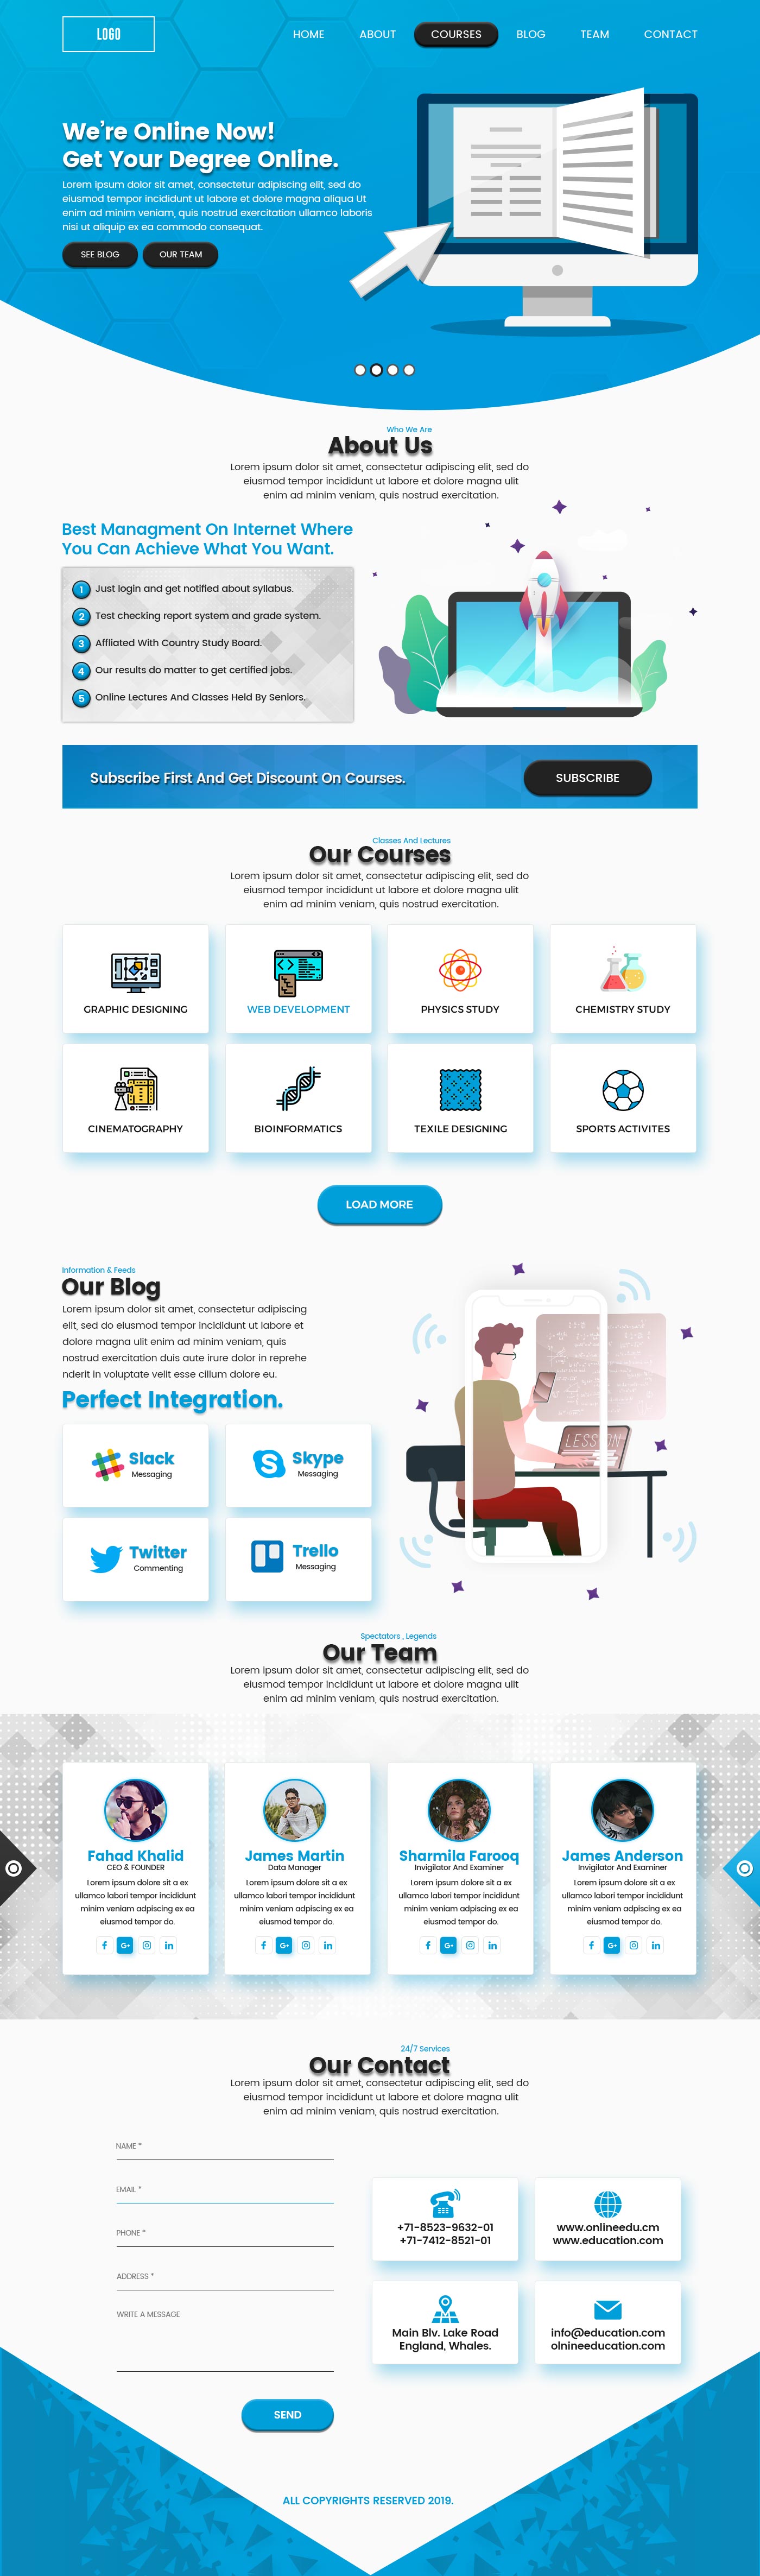 LOGO
HOME ABOUT COURSES BLOG TEAM CONTACT
We're Online Now!
Get Your Degree Online.
Lorem ipsum dolor sit amet, consectetur adipiscing elit, sed do
eiusmod tempor incididunt ut labore et dolore magna aliqua Ut
enim ad minim veniam, quis nostrud exercitation ullamco laboris
nisi ut aliquip ex ea commodo consequat.
SEE BLOG OUR TEAM
Who We Are
About Us
Lorem ipsum dolor sit amet, consectetur adipiscing elit, sed do
eiusmod tempor incididunt ut labore et dolore magna ulit
enim ad minim veniam, quis nostrud exercitation.
Best Managment On Internet Where
You Can Achieve What You Want.
1 Just login and get notified about syllabus.
2 Test checking report system and grade system.
3 Affliated With Country Study Board.
4 Our results do matter to get certified jobs.
5 Online Lectures And Classes Held By Seniors.
Subscribe First And Get Discount On Courses.
SUBSCRIBE
Classes And Lectures
Our Courses
Lorem ipsum dolor sit amet, consectetur adipiscing elit, sed do
eiusmod tempor incididunt ut labore et dolore magna ulit
enim ad minim veniam, quis nostrud exercitation.
GRAPHIC DESIGNING WEB DEVELOPMENT PHYSICS STUDY CHEMISTRY STUDY
CINEMATOGRAPHY BIOINFORMATICS TEXILE DESIGNING SPORTS ACTIVITES
LOAD MORE
Information & Feeds
Our Blog
Lorem ipsum dolor sit amet, consectetur adipiscing
elit, sed do eiusmod tempor incididunt ut labore et
dolore magna ulit enim ad minim veniam, quis
nostrud exercitation duis aute irure dolor in reprehe
nderit in voluptate velit esse cillum dolore eu.
Perfect Integration.
Slack
Messaging
Skype
Messaging
Twitter
Commenting
Trello
Messaging
LESSON
Spectators , Legends
Our Team
Lorem ipsum dolor sit amet, consectetur adipiscing elit, sed do
eiusmod tempor incididunt ut labore et dolore magna ulit
enim ad minim veniam, quis nostrud exercitation.
Fahad Khalid
CEO & FOUNDER
Lorem ipsum dolor sit a ex
ullamco labori tempor incididunt
minim veniam adipiscing ex ea
eiusmod tempor do.
f G+ in
James Martin
Data Manager
Lorem ipsum dolor sit a ex
ullamco labori tempor incididunt
minim veniam adipiscing ex ea
eiusmod tempor do.
f G+ in
Sharmila Farooq
Invigilator And Examiner
Lorem ipsum dolor sit a ex
ullamco labori tempor incididunt
minim veniam adipiscing ex ea
eiusmod tempor do.
f G+ in
James Anderson
Invigilator And Examiner
Lorem ipsum dolor sit a ex
ullamco labori tempor incididunt
minim veniam adipiscing ex ea
eiusmod tempor do.
f G+ in
24/7 Services
Our Contact
Lorem ipsum dolor sit amet, consectetur adipiscing elit, sed do
eiusmod tempor incididunt ut labore et dolore magna ulit
enim ad minim veniam, quis nostrud exercitation.
NAME *
EMAIL *
PHONE *
ADDRESS *
WRITE A MESSAGE
SEND
+71-8523-9632-01
+71-7412-8521-01
www.onlineedu.cm
www.education.com
Main Blv. Lake Road
England, Whales.
info@education.com
olnineeducation.com
ALL COPYRIGHTS RESERVED 2019.